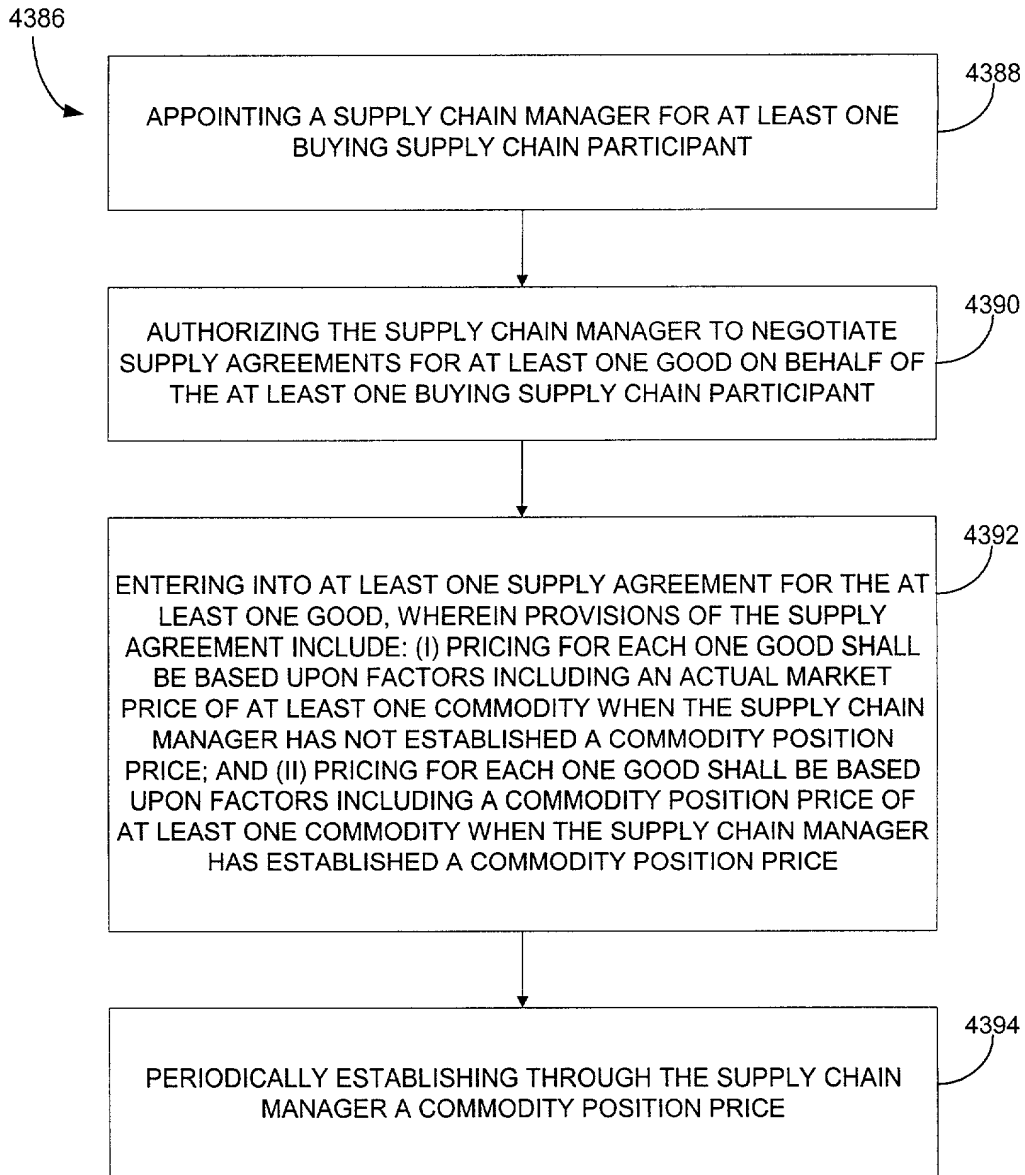 4386
4388
APPOINTING A SUPPLY CHAIN MANAGER FOR AT LEAST ONE
BUYING SUPPLY CHAIN PARTICIPANT
4390
AUTHORIZING THE SUPPLY CHAIN MANAGER TO NEGOTIATE
SUPPLY AGREEMENTS FOR AT LEAST ONE GOOD ON BEHALF OF
THE AT LEAST ONE BUYING SUPPLY CHAIN PARTICIPANT
4392
ENTERING INTO AT LEAST ONE SUPPLY AGREEMENT FOR THE AT
LEAST ONE GOOD, WHEREIN PROVISIONS OF THE SUPPLY
AGREEMENT INCLUDE: (I) PRICING FOR EACH ONE GOOD SHALL
BE BASED UPON FACTORS INCLUDING AN ACTUAL MARKET
PRICE OF AT LEAST ONE COMMODITY WHEN THE SUPPLY CHAIN
MANAGER HAS NOT ESTABLISHED A COMMODITY POSITION
PRICE; AND (II) PRICING FOR EACH ONE GOOD SHALL BE BASED
UPON FACTORS INCLUDING A COMMODITY POSITION PRICE OF
AT LEAST ONE COMMODITY WHEN THE SUPPLY CHAIN MANAGER
HAS ESTABLISHED A COMMODITY POSITION PRICE
4394
PERIODICALLY ESTABLISHING THROUGH THE SUPPLY CHAIN
MANAGER A COMMODITY POSITION PRICE